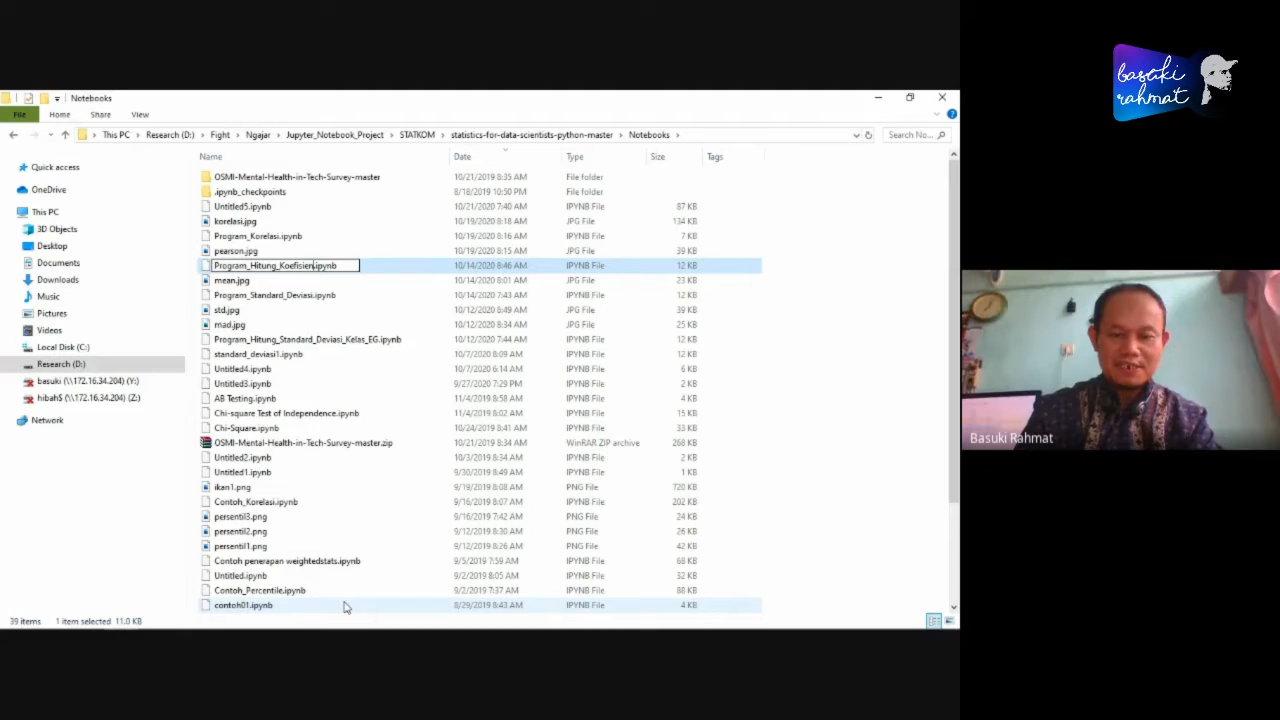 basuki
rahmat
Notebooks
File Home Share View
This PC Research (D:) Fight Ngajar Jupyter_Notebook_Project STATKOM statistics-for-data-scientists-python-master Notebooks Search No...
Name Date Type Size Tags
Quick access
OneDrive
This PC
3D Objects
Desktop
Documents
Downloads
Music
Pictures
Videos
Local Disk (C:)
Research (D:)
basuki (\\172.16.34.204) (Y:)
hibah$ (\\172.16.34.204) (Z:)
Network
OSMI-Mental-Health-in-Tech-Survey-master 10/21/2019 8:35 AM File folder
.ipynb_checkpoints 8/18/2019 10:50 PM File folder
Untitled5.ipynb 10/21/2020 7:40 AM IPYNB File 87 KB
korelasi.jpg 10/19/2020 8:18 AM JPG File 134 KB
Program_Korelasi.ipynb 10/19/2020 8:16 AM IPYNB File 7 KB
pearson.jpg 10/19/2020 8:15 AM JPG File 39 KB
Program_Hitung_Koefisien.ipynb 10/14/2020 8:46 AM IPYNB File 12 KB
mean.jpg 10/14/2020 8:01 AM JPG File 23 KB
Program_Standard_Deviasi.ipynb 10/14/2020 7:43 AM IPYNB File 12 KB
std.jpg 10/12/2020 8:49 AM JPG File 39 KB
mad.jpg 10/12/2020 8:34 AM JPG File 25 KB
Program_Hitung_Standard_Deviasi_Kelas_EG.ipynb 10/12/2020 7:44 AM IPYNB File 12 KB
standard_deviasi1.ipynb 10/7/2020 8:09 AM IPYNB File 12 KB
Untitled4.ipynb 10/7/2020 6:14 AM IPYNB File 6 KB
Untitled3.ipynb 9/27/2020 7:29 PM IPYNB File 2 KB
AB Testing.ipynb 11/4/2019 8:58 AM IPYNB File 4 KB
Chi-square Test of Independence.ipynb 11/4/2019 8:02 AM IPYNB File 15 KB
Chi-Square.ipynb 10/24/2019 8:41 AM IPYNB File 33 KB
OSMI-Mental-Health-in-Tech-Survey-master.zip 10/21/2019 8:34 AM WinRAR ZIP archive 268 KB
Untitled2.ipynb 10/3/2019 8:34 AM IPYNB File 2 KB
Untitled1.ipynb 9/30/2019 8:49 AM IPYNB File 1 KB
ikan1.png 9/19/2019 8:08 AM PNG File 720 KB
Contoh_Korelasi.ipynb 9/16/2019 8:07 AM IPYNB File 202 KB
persentil3.png 9/16/2019 7:42 AM PNG File 24 KB
persentil2.png 9/12/2019 8:30 AM PNG File 26 KB
persentil1.png 9/12/2019 8:26 AM PNG File 42 KB
Contoh penerapan weightedstats.ipynb 9/5/2019 7:59 AM IPYNB File 68 KB
Untitled.ipynb 9/2/2019 8:05 AM IPYNB File 32 KB
Contoh_Percentile.ipynb 9/2/2019 7:37 AM IPYNB File 88 KB
contoh01.ipynb 8/29/2019 8:43 AM IPYNB File 4 KB
39 items 1 item selected 11.0 KB
Basuki Rahmat